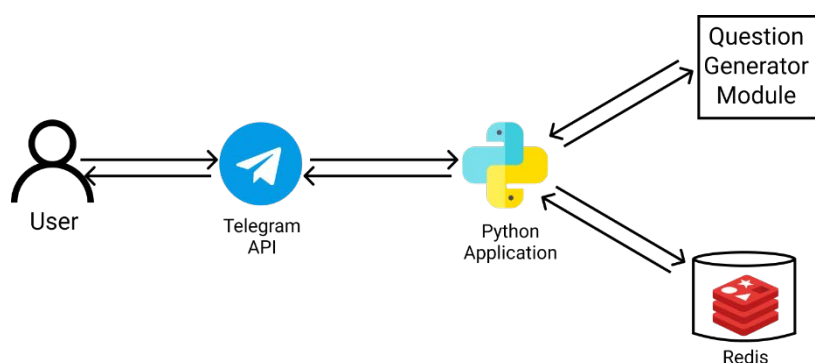 Question
Generator
Module
User
Telegram
API
Python
Application
Redis